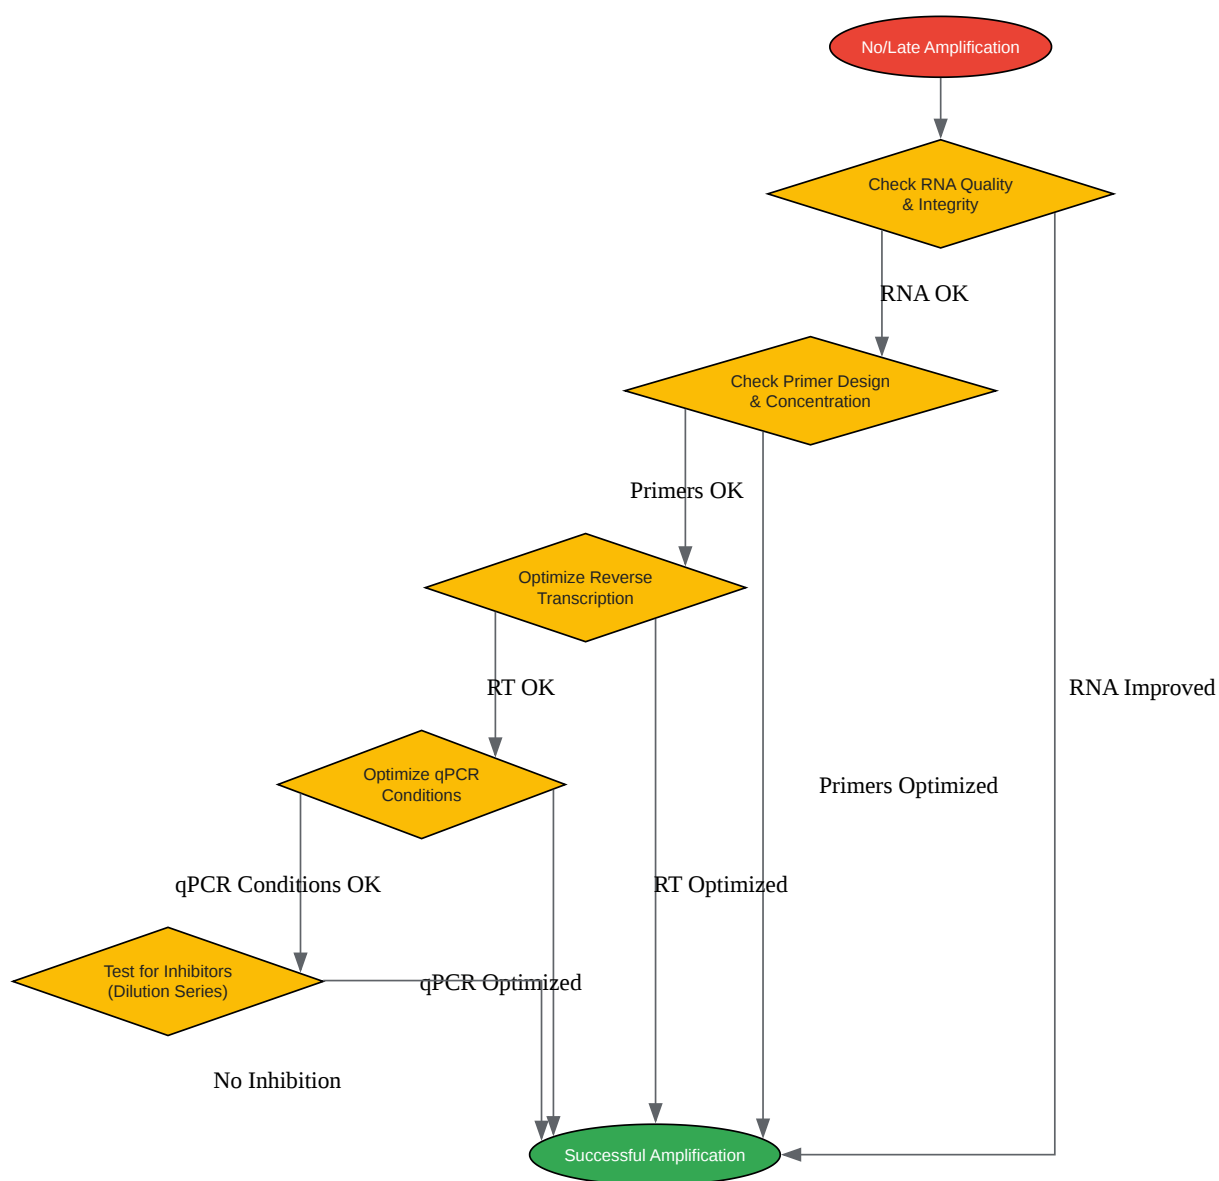 No/Late Amplification
Check RNA Quality
& Integrity
RNA OK
Check Primer Design
& Concentration
Primers OK
Optimize Reverse
Transcription
RT OK
RNA Improved
Optimize qPCR
Conditions
Primers Optimized
qPCR Conditions OK
RT Optimized
Test for Inhibitors
(Dilution Series)
qPCR Optimized
No Inhibition
Successful Amplification